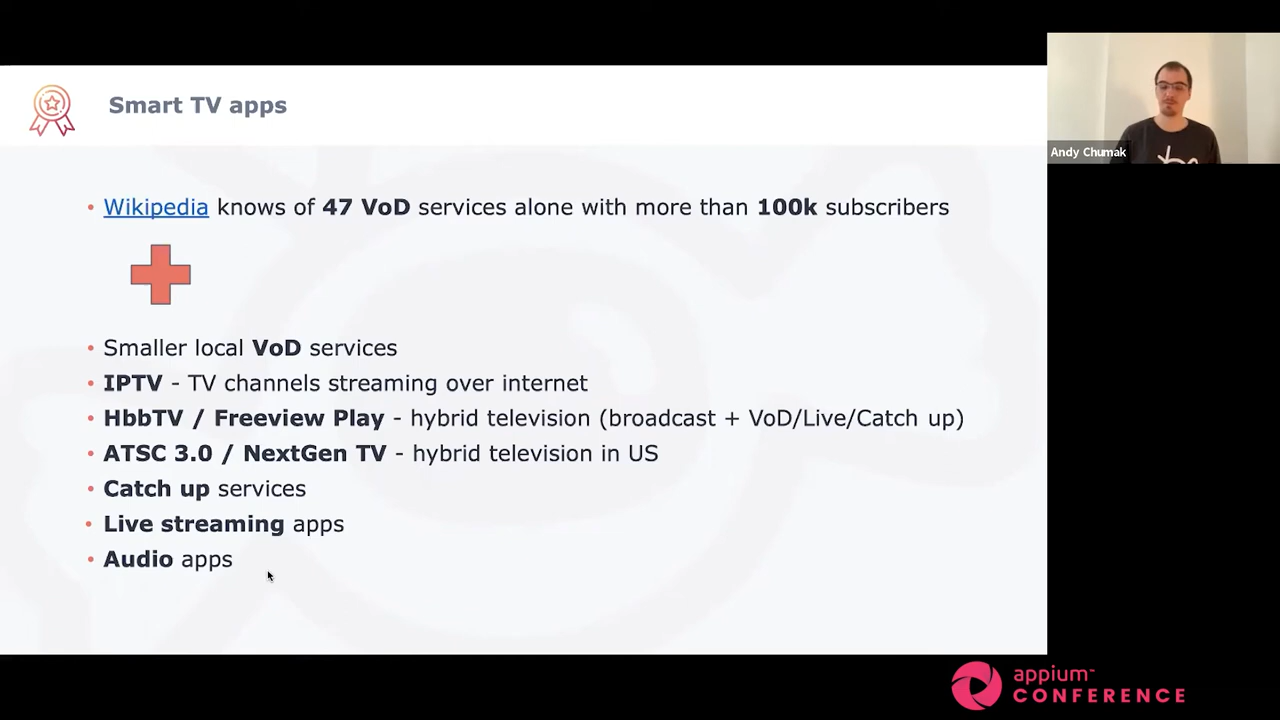 Smart TV apps
Andy Chumak
• Wikipedia knows of 47 VoD services alone with more than 100k subscribers
• Smaller local VoD services
• IPTV - TV channels streaming over internet
• HbbTV / Freeview Play - hybrid television (broadcast + VoD/Live/Catch up)
• ATSC 3.0 / NextGen TV - hybrid television in US
• Catch up services
• Live streaming apps
• Audio apps
appium
CONFERENCE